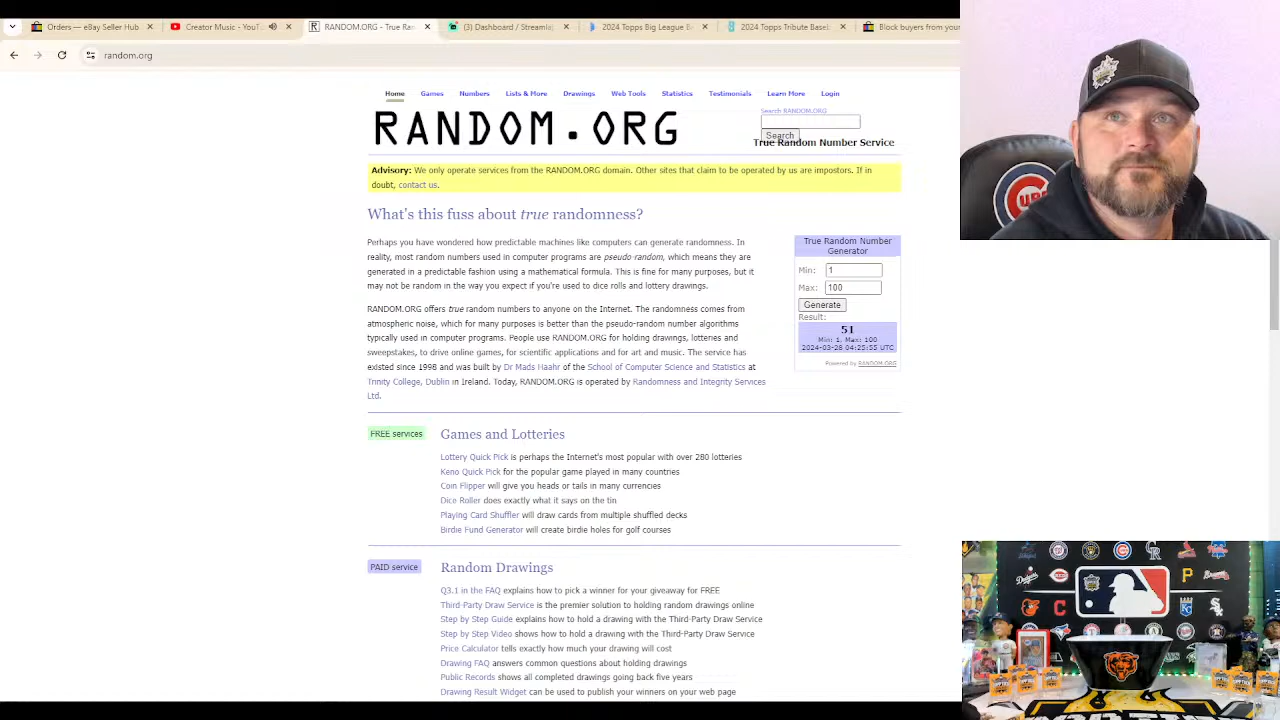 Orders — eBay Seller Hub
Creator Music - YouTube
RANDOM.ORG - True Ran
(3) Dashboard / Streamlabs
2024 Topps Big League B
2024 Topps Tribute Baseb
Block buyers from your
random.org
Home Games Numbers Lists & More Drawings Web Tools Statistics Testimonials Learn More Login
RANDOM.ORG
Search RANDOM.ORG
Search
True Random Number Service
Advisory: We only operate services from the RANDOM.ORG domain. Other sites that claim to be operated by us are impostors. If in
doubt, contact us.
What's this fuss about true randomness?
Perhaps you have wondered how predictable machines like computers can generate randomness. In
reality, most random numbers used in computer programs are pseudo-random, which means they are
generated in a predictable fashion using a mathematical formula. This is fine for many purposes, but it
may not be random in the way you expect if you're used to dice rolls and lottery drawings.
RANDOM.ORG offers true random numbers to anyone on the Internet. The randomness comes from
atmospheric noise, which for many purposes is better than the pseudo-random number algorithms
typically used in computer programs. People use RANDOM.ORG for holding drawings, lotteries and
sweepstakes, to drive online games, for scientific applications and for art and music. The service has
existed since 1998 and was built by Dr Mads Haahr of the School of Computer Science and Statistics at
Trinity College, Dublin in Ireland. Today, RANDOM.ORG is operated by Randomness and Integrity Services
Ltd.
True Random Number
Generator
Min: 1
Max: 100
Generate
Result:
51
Min: 1, Max: 100
2024-03-28 04:25:55 UTC
Powered by RANDOM.ORG
FREE services
Games and Lotteries
Lottery Quick Pick is perhaps the Internet's most popular with over 280 lotteries
Keno Quick Pick for the popular game played in many countries
Coin Flipper will give you heads or tails in many currencies
Dice Roller does exactly what it says on the tin
Playing Card Shuffler will draw cards from multiple shuffled decks
Birdie Fund Generator will create birdie holes for golf courses
PAID service
Random Drawings
Q3.1 in the FAQ explains how to pick a winner for your giveaway for FREE
Third-Party Draw Service is the premier solution to holding random drawings online
Step by Step Guide explains how to hold a drawing with the Third-Party Draw Service
Step by Step Video shows how to hold a drawing with the Third-Party Draw Service
Price Calculator tells exactly how much your drawing will cost
Drawing FAQ answers common questions about holding drawings
Public Records shows all completed drawings going back five years
Drawing Result Widget can be used to publish your winners on your web page